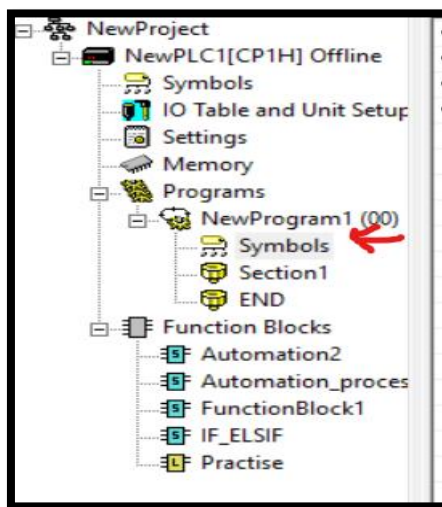 NewProject
NewPLC1[CP1H] Offline
Symbols
IO Table and Unit Setup
Settings
Memory
Programs
NewProgram1 (00)
Symbols
Section1
END
Function Blocks
S Automation2
S Automation_proces
S FunctionBlock1
S IF_ELSIF
L Practise